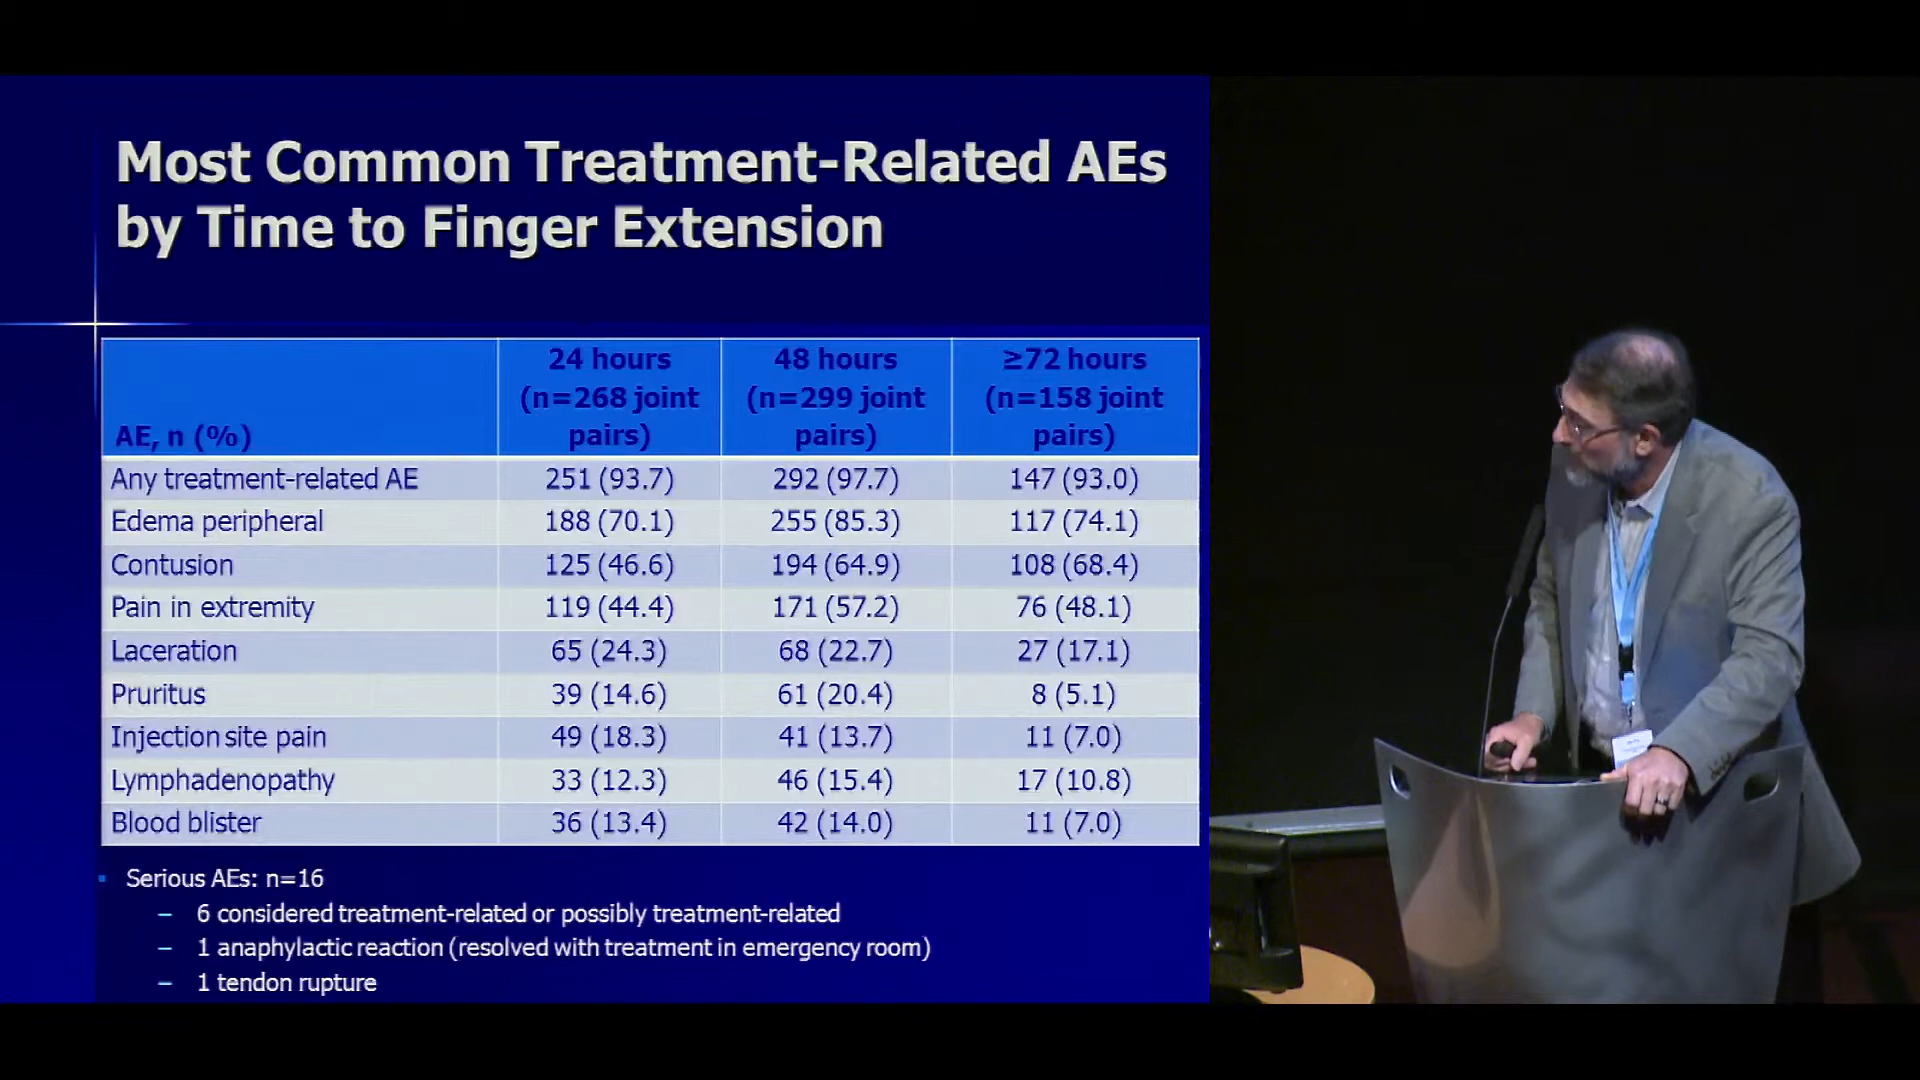 Most Common Treatment-Related AEs
by Time to Finger Extension
AE, n (%)
24 hours
(n=268 joint
pairs)
48 hours
(n=299 joint
pairs)
≥72 hours
(n=158 joint
pairs)
Any treatment-related AE 251 (93.7) 292 (97.7) 147 (93.0)
Edema peripheral 188 (70.1) 255 (85.3) 117 (74.1)
Contusion 125 (46.6) 194 (64.9) 108 (68.4)
Pain in extremity 119 (44.4) 171 (57.2) 76 (48.1)
Laceration 65 (24.3) 68 (22.7) 27 (17.1)
Pruritus 39 (14.6) 61 (20.4) 8 (5.1)
Injection site pain 49 (18.3) 41 (13.7) 11 (7.0)
Lymphadenopathy 33 (12.3) 46 (15.4) 17 (10.8)
Blood blister 36 (13.4) 42 (14.0) 11 (7.0)
▪ Serious AEs: n=16
– 6 considered treatment-related or possibly treatment-related
– 1 anaphylactic reaction (resolved with treatment in emergency room)
– 1 tendon rupture